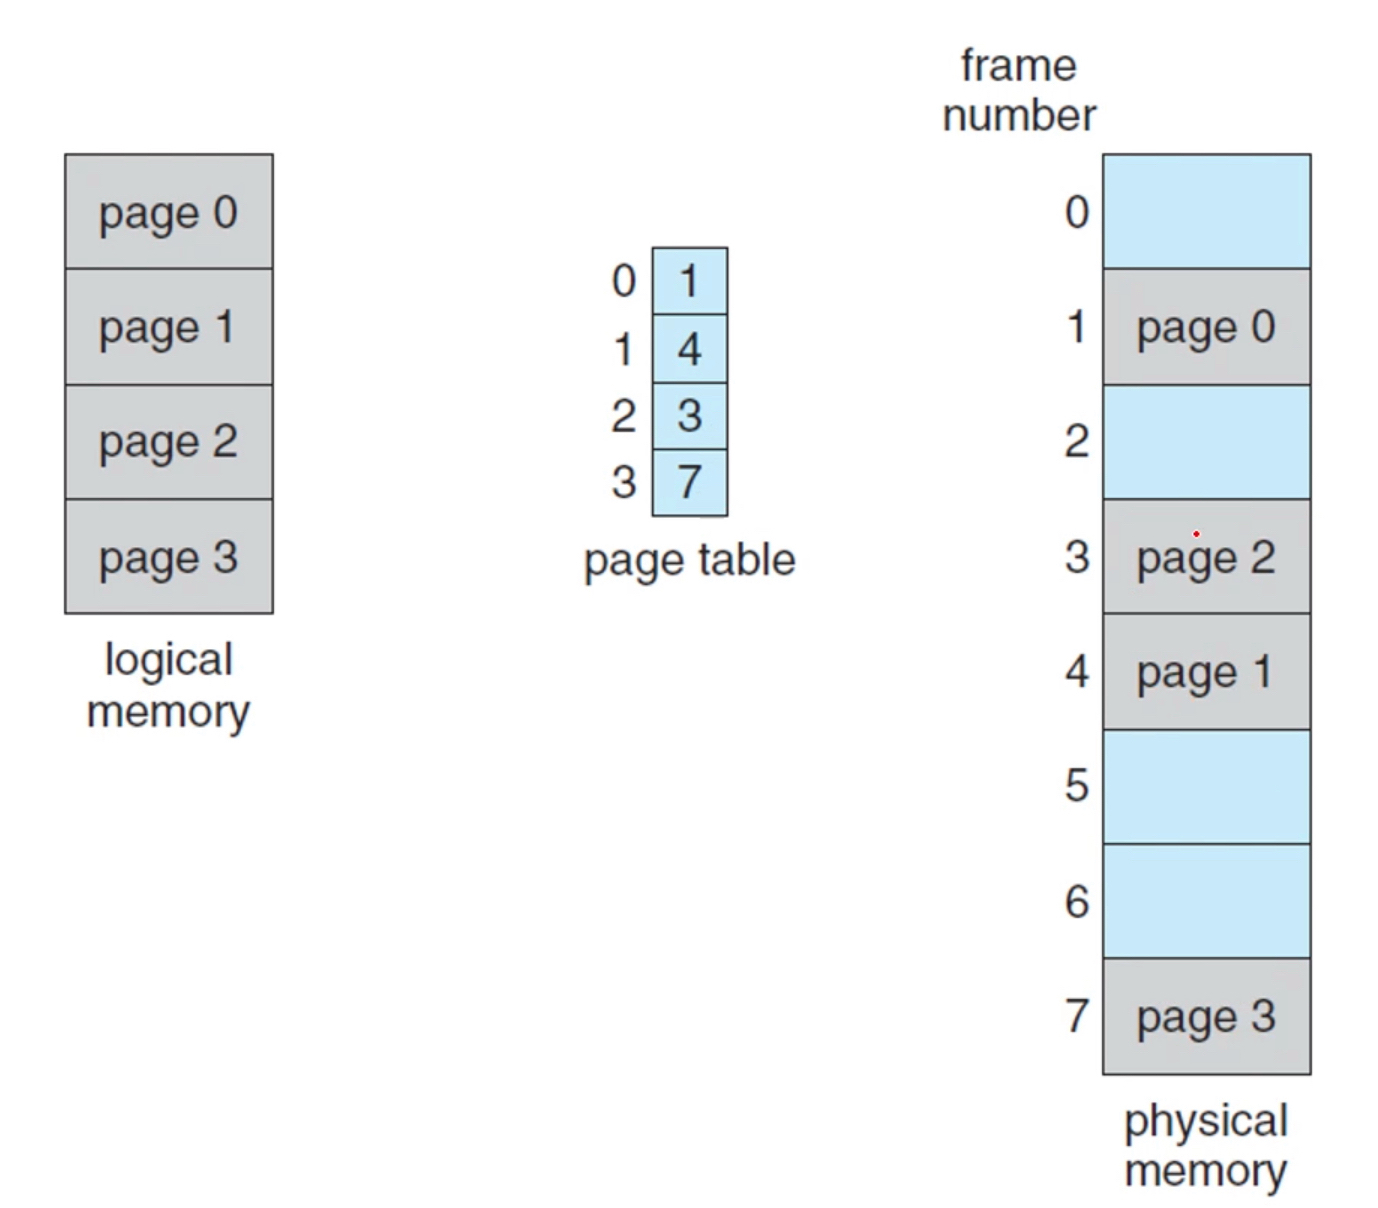 frame
number
page 0
page 1
page 2
page 3
logical
memory
0 1
1 4
2 3
3 7
page table
0
1 page 0
2
3 page 2
4 page 1
5
6
7 page 3
physical
memory